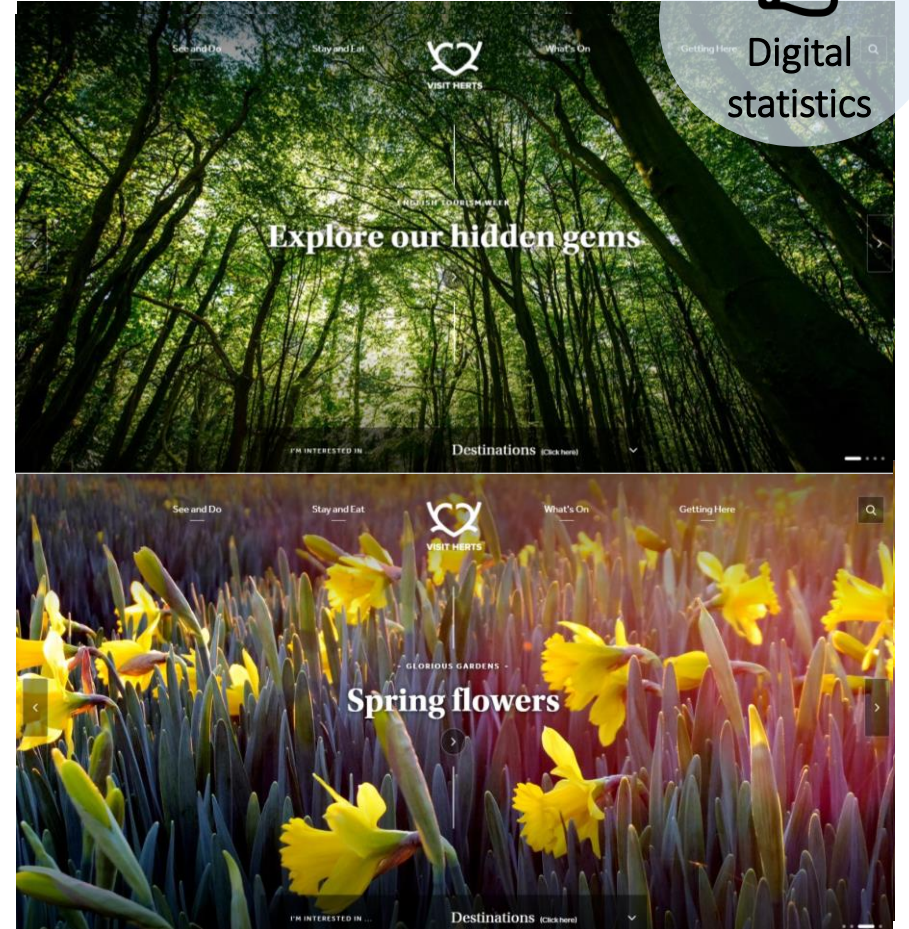 Digital
statistics
See and Do
Stay and Eat
VISIT HERTS
What's On
Getting Here
ENGLISH TOURISM WEEK
Explore our hidden gems
I'M INTERESTED IN ...
Destinations (Click here)
See and Do
Stay and Eat
VISIT HERTS
What's On
Getting Here
- GLORIOUS GARDENS -
Spring flowers
I'M INTERESTED IN ...
Destinations (Click here)